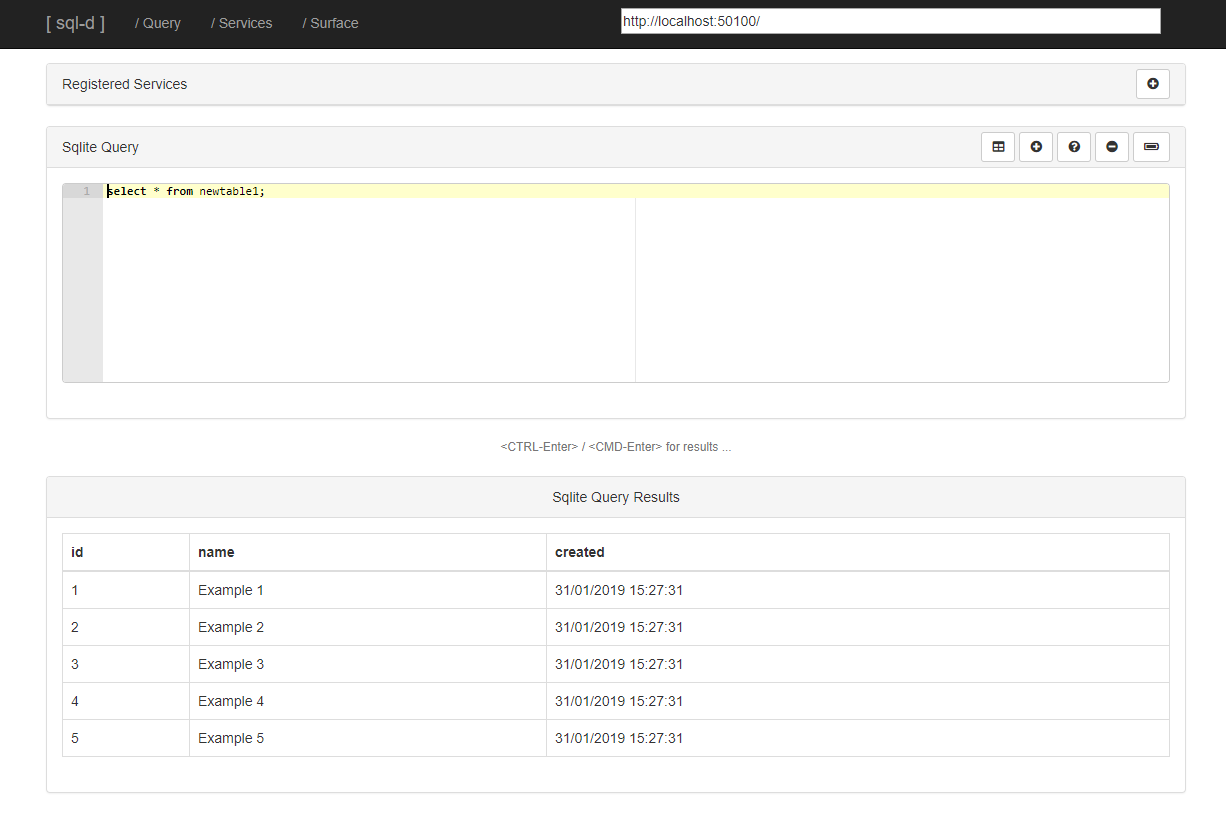 [ sql-d ] / Query / Services / Surface http://localhost:50100/
Registered Services
Sqlite Query
1 select * from newtable1;
<CTRL-Enter> / <CMD-Enter> for results ...
Sqlite Query Results
id name created
1 Example 1 31/01/2019 15:27:31
2 Example 2 31/01/2019 15:27:31
3 Example 3 31/01/2019 15:27:31
4 Example 4 31/01/2019 15:27:31
5 Example 5 31/01/2019 15:27:31